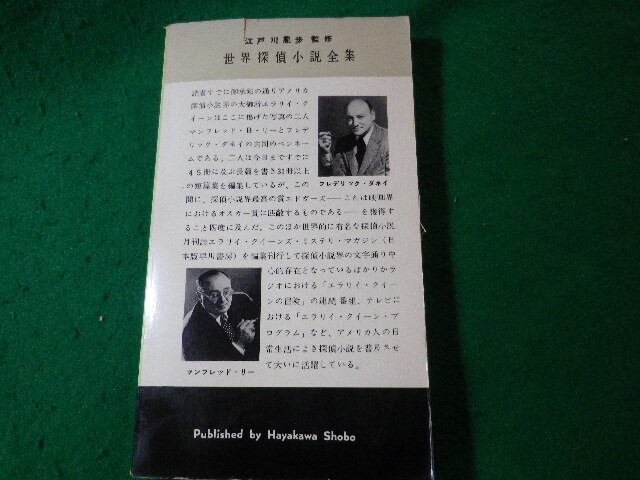 江戸川乱歩 監修
世界探偵小説全集
読者すでに御承知の通りアメリカ
探偵小説界の大御所エラリイ・ク
イーンはここに掲げた写真の二人
マンフレッド・B・リーとフレデ
リック・ダネイの共同のペンネー
ムである。二人は今日まですでに
45冊に及ぶ長篇を書き31冊以上
の短篇集を編集しているが、この
間に、探偵小説界最高の賞エドガーズ——これは映画界
におけるオスカー賞に匹敵するものである——を獲得す
ること四度に及んだ。このほか世界的に有名な探偵小説
月刊誌エラリイ・クイーンズ・ミステリ・マガジン（日
本版早川書房）を編集刊行して探偵小説界の文字通り中
心的存在となっているばかりかラ
ジオにおける「エラリイ・クイー
ンの冒険」の連続番組、テレビに
おける「エラリイ・クイーン・プ
ログラム」など、アメリカ人の日
常生活によき探偵小説を普及させ
て大いに活躍している。
フレデリック・ダネイ
マンフレッド・リー
Published by Hayakawa Shobo